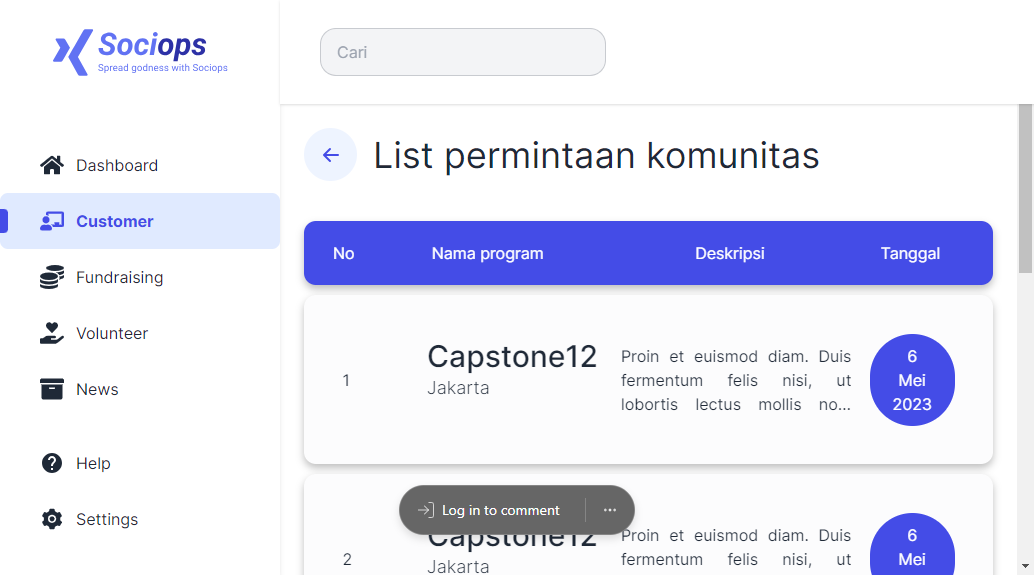 Sociops
Spread godness with Sociops
Cari
Dashboard
Customer
Fundraising
Volunteer
News
Help
Settings
List permintaan komunitas
No Nama program Deskripsi Tanggal
1
Capstone12
Jakarta
Proin et euismod diam. Duis
fermentum felis nisi, ut
lobortis lectus mollis no...
6
Mei
2023
Log in to comment
2
Capstone12
Jakarta
Proin et euismod diam. Duis
fermentum felis nisi, ut
6
Mei